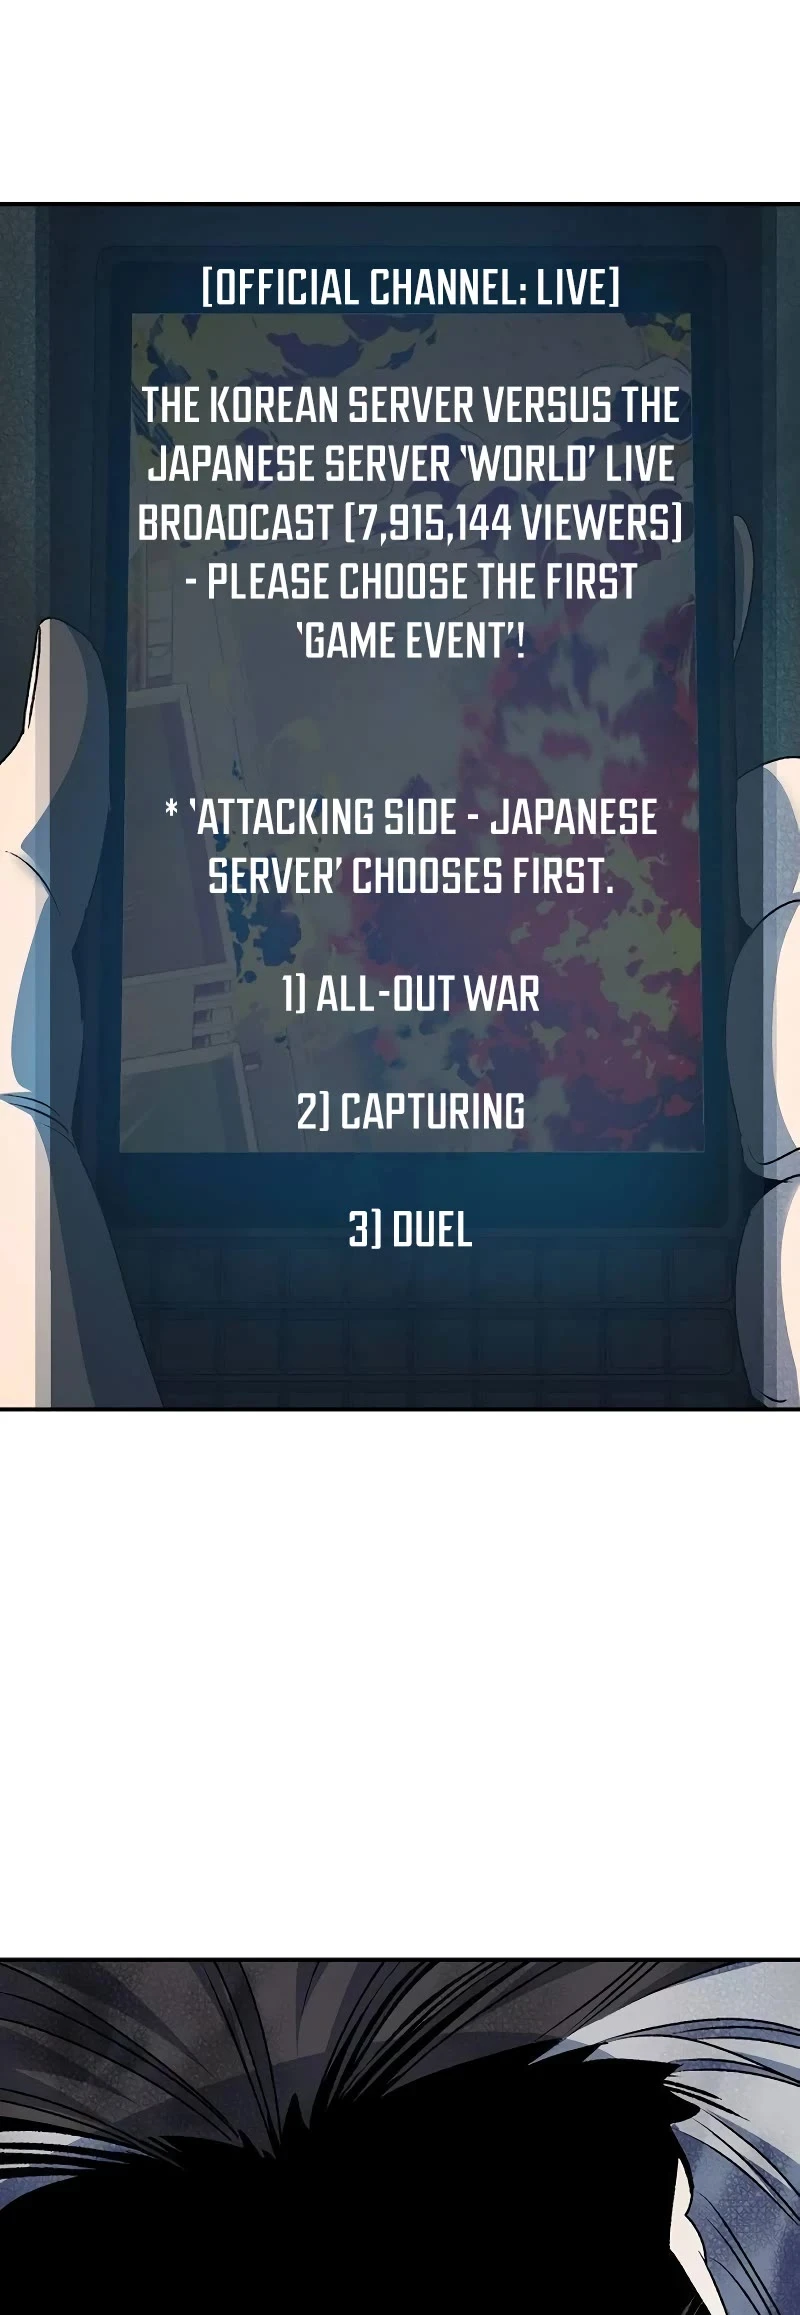 [OFFICIAL CHANNEL: LIVE]
THE KOREAN SERVER VERSUS THE
JAPANESE SERVER 'WORLD' LIVE
BROADCAST [7,915,144 VIEWERS]
- PLEASE CHOOSE THE FIRST
'GAME EVENT'!
* 'ATTACKING SIDE - JAPANESE
SERVER' CHOOSES FIRST.
1] ALL-OUT WAR
2] CAPTURING
3] DUEL